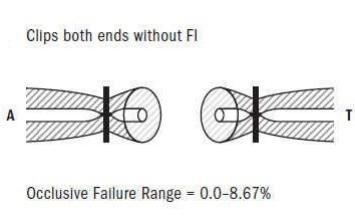 Clips both ends without FI
A
T
Occlusive Failure Range = 0.0–8.67%